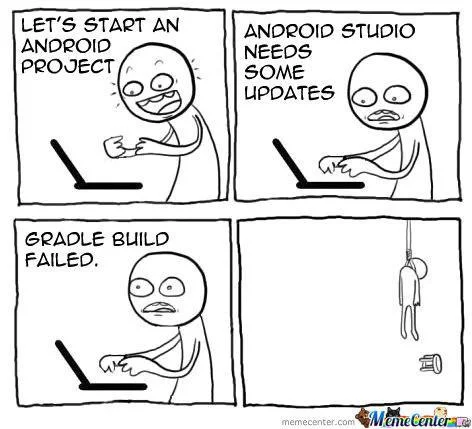 LET'S START AN
ANDROID
PROJECT
ANDROID STUDIO
NEEDS
SOME
UPDATES
GRADLE BUILD
FAILED.
memecenter.com MemeCenter